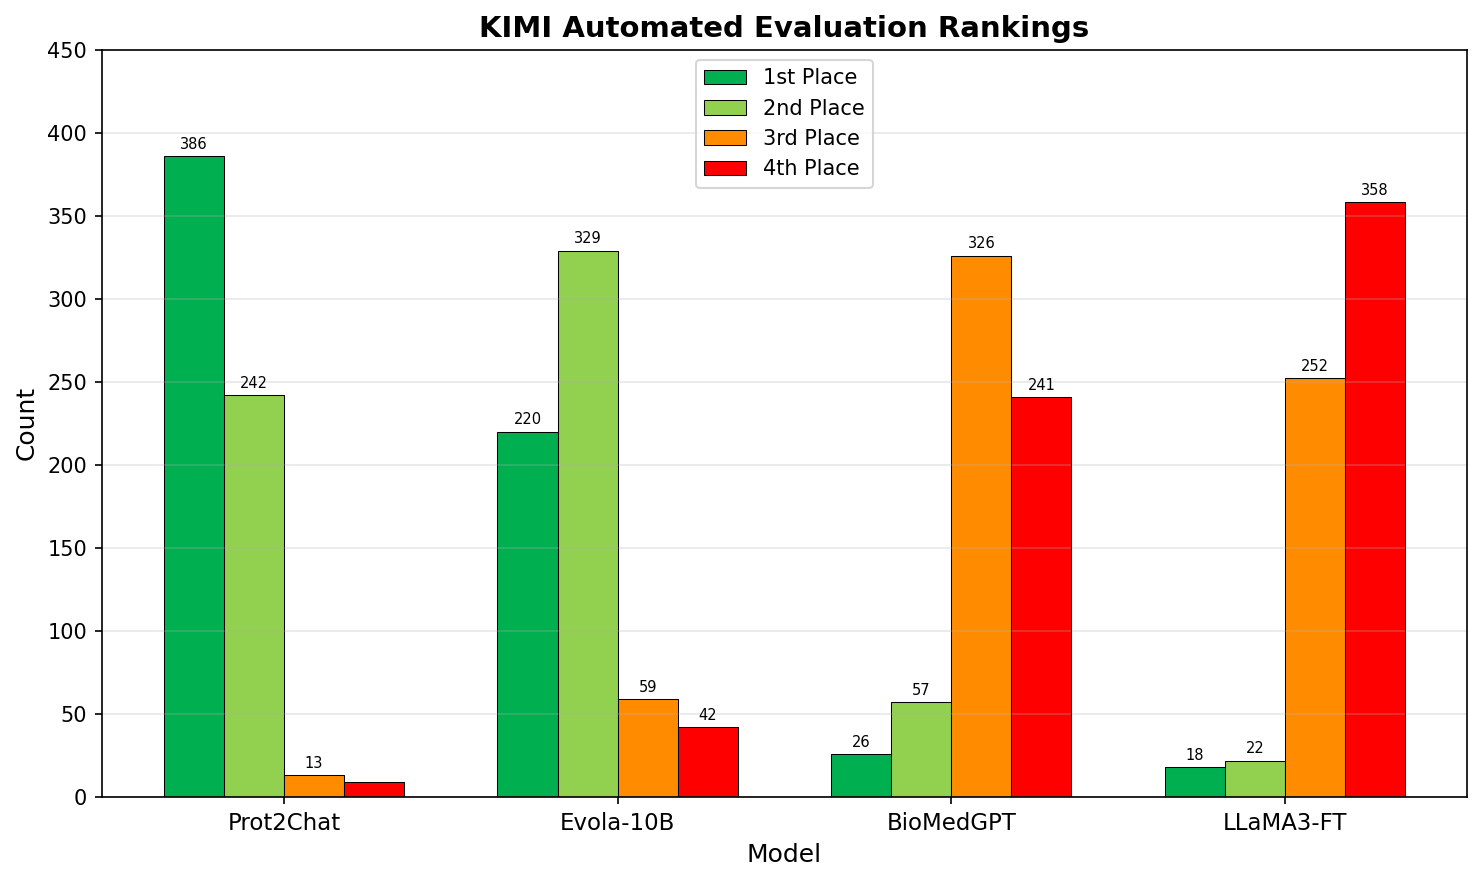 KIMI Automated Evaluation Rankings
450
400
350
300
250
200
150
100
50
0
Count
1st Place
2nd Place
3rd Place
4th Place
386
242
13
220
329
59
42
26
57
326
241
18
22
252
358
Prot2Chat
Evola-10B
BioMedGPT
LLaMA3-FT
Model